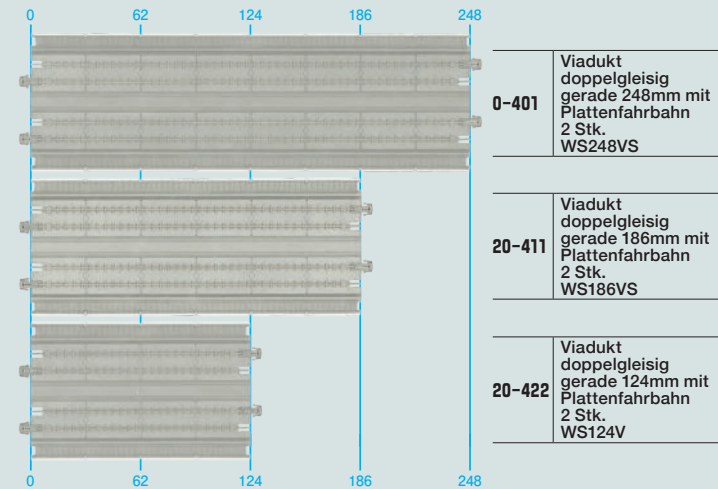 0 62 124 186 248
0-401
Viadukt
doppelgleisig
gerade 248mm mit
Plattenfahrbahn
2 Stk.
WS248VS
20-411
Viadukt
doppelgleisig
gerade 186mm mit
Plattenfahrbahn
2 Stk.
WS186VS
20-422
Viadukt
doppelgleisig
gerade 124mm mit
Plattenfahrbahn
2 Stk.
WS124V
0 62 124 186 248